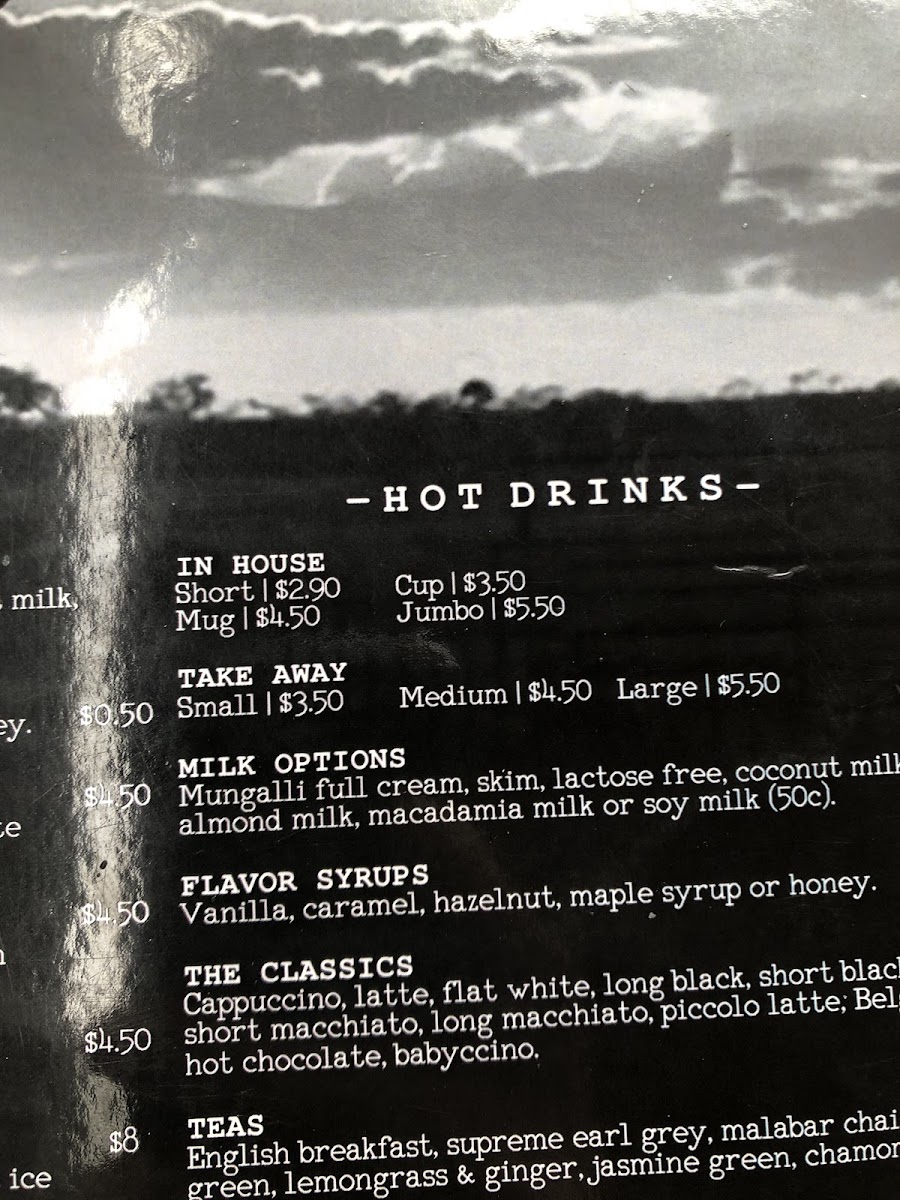 —HOT DRINKS—
IN HOUSE
Short | $2.90 Cup | $3.50
Mug | $4.50 Jumbo | $5.50
milk,
TAKE AWAY
Small | $3.50 Medium | $4.50 Large | $5.50
$0.50
MILK OPTIONS
Mungalli full cream, skim, lactose free, coconut milk
almond milk, macadamia milk or soy milk (50c).
$4.50
FLAVOR SYRUPS
Vanilla, caramel, hazelnut, maple syrup or honey.
$4.50
THE CLASSICS
Cappuccino, latte, flat white, long black, short
short macchiato, long macchiato, piccolo latte,
hot chocolate, babyccino.
$4.50
TEAS
English breakfast, supreme earl grey, malabar chai
green, lemongrass & ginger, jasmine green,
$8
ice